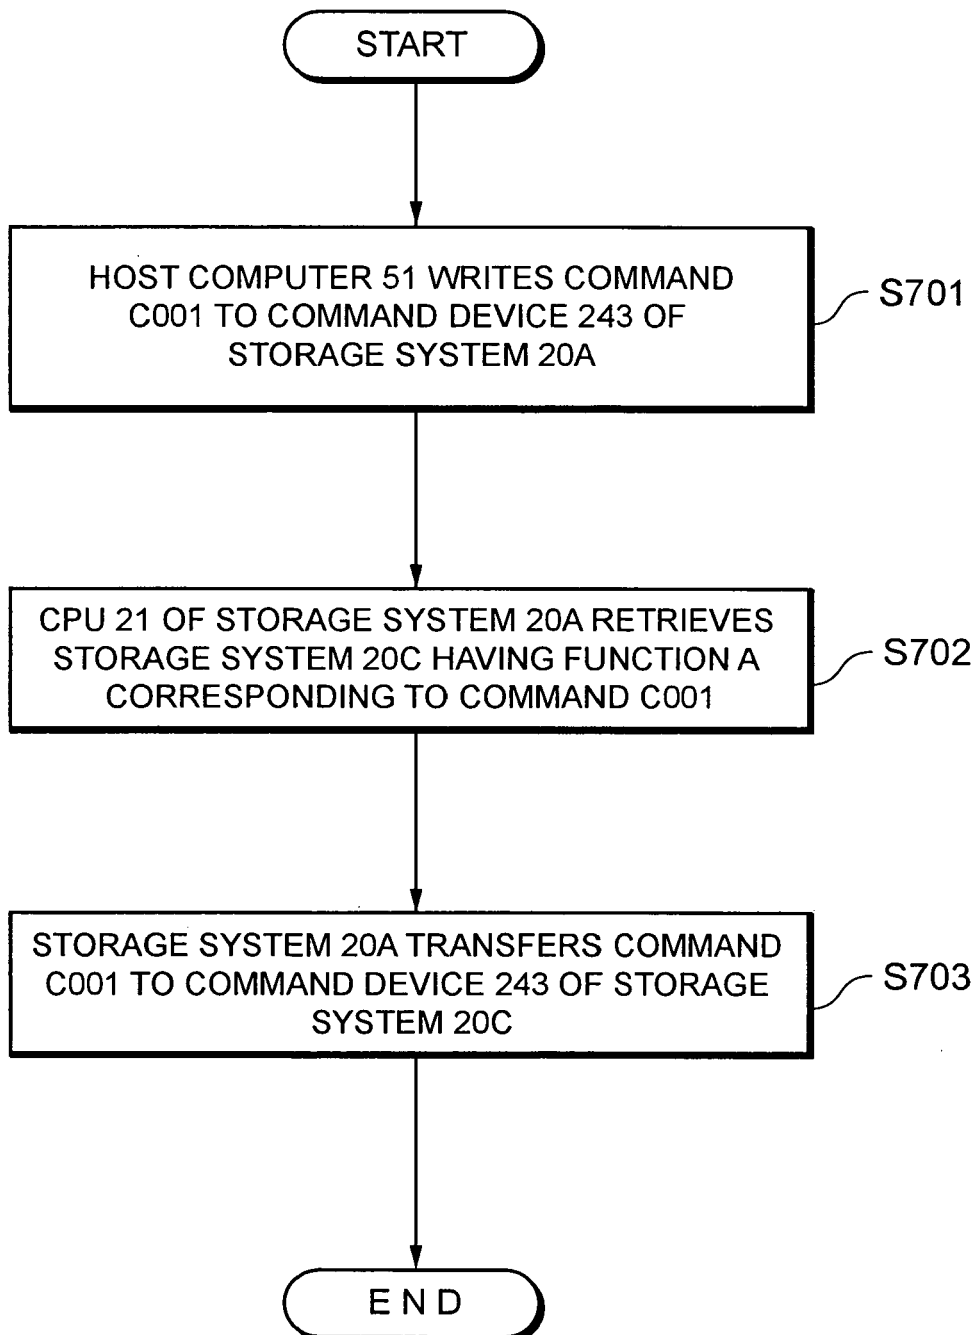 START
HOST COMPUTER 51 WRITES COMMAND
C001 TO COMMAND DEVICE 243 OF
STORAGE SYSTEM 20A
S701
CPU 21 OF STORAGE SYSTEM 20A RETRIEVES
STORAGE SYSTEM 20C HAVING FUNCTION A
CORRESPONDING TO COMMAND C001
S702
STORAGE SYSTEM 20A TRANSFERS COMMAND
C001 TO COMMAND DEVICE 243 OF STORAGE
SYSTEM 20C
S703
END